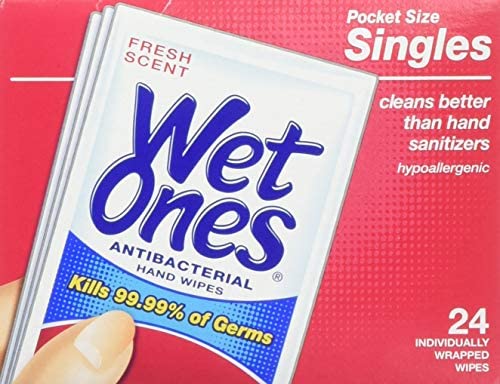 FRESH
SCENT
Wet
Ones®
ANTIBACTERIAL
HAND WIPES
Kills 99.99% of Germs
Pocket Size
Singles
cleans better
than hand
sanitizers
hypoallergenic
24
INDIVIDUALLY
WRAPPED
WIPES